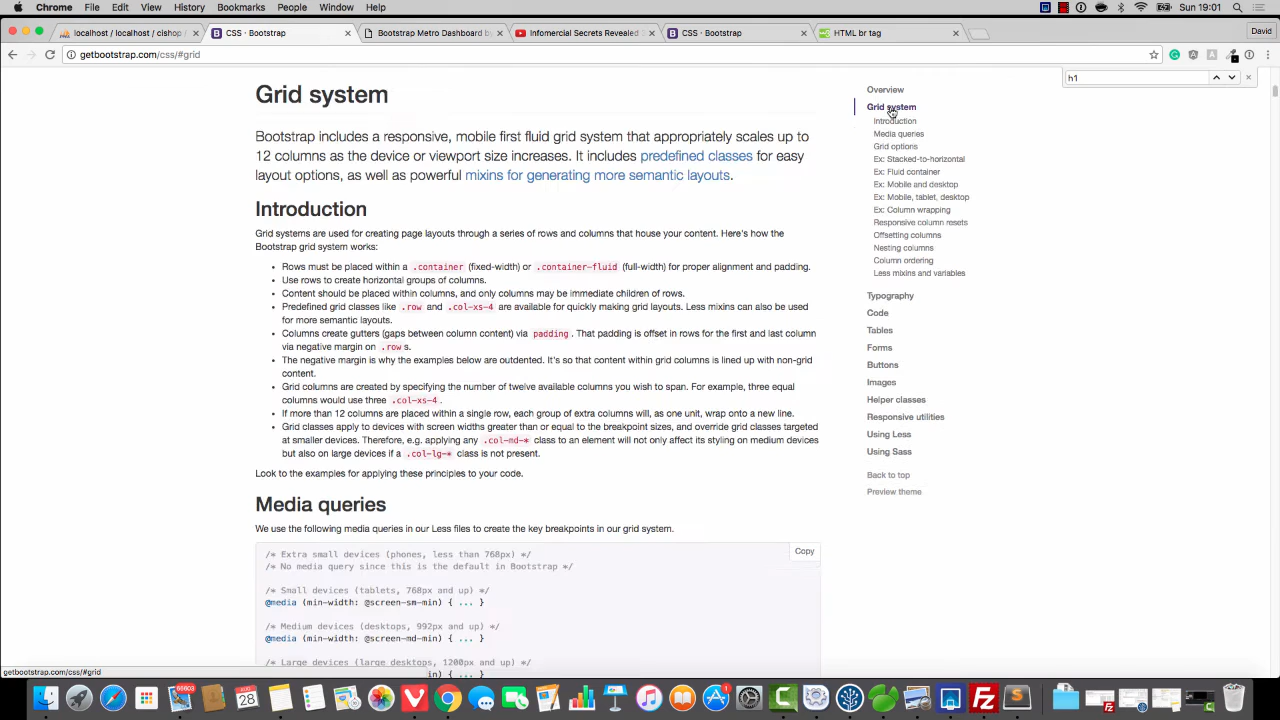 Chrome File Edit View History Bookmarks People Window Help Sun 19:01
localhost / localhost / cishop CSS · Bootstrap Bootstrap Metro Dashboard by Infomercial Secrets Revealed CSS · Bootstrap HTML br tag David
getbootstrap.com/css/#grid
h1
Grid system
Bootstrap includes a responsive, mobile first fluid grid system that appropriately scales up to
12 columns as the device or viewport size increases. It includes predefined classes for easy
layout options, as well as powerful mixins for generating more semantic layouts.
Introduction
Grid systems are used for creating page layouts through a series of rows and columns that house your content. Here's how the
Bootstrap grid system works:
• Rows must be placed within a .container (fixed-width) or .container-fluid (full-width) for proper alignment and padding.
• Use rows to create horizontal groups of columns.
• Content should be placed within columns, and only columns may be immediate children of rows.
• Predefined grid classes like .row and .col-xs-4 are available for quickly making grid layouts. Less mixins can also be used
for more semantic layouts.
• Columns create gutters (gaps between column content) via padding. That padding is offset in rows for the first and last column
via negative margin on .row s.
• The negative margin is why the examples below are outdented. It's so that content within grid columns is lined up with non-grid
content.
• Grid columns are created by specifying the number of twelve available columns you wish to span. For example, three equal
columns would use three .col-xs-4 .
• If more than 12 columns are placed within a single row, each group of extra columns will, as one unit, wrap onto a new line.
• Grid classes apply to devices with screen widths greater than or equal to the breakpoint sizes, and override grid classes targeted
at smaller devices. Therefore, e.g. applying any .col-md-* class to an element will not only affect its styling on medium devices
but also on large devices if a .col-lg-* class is not present.
Look to the examples for applying these principles to your code.
Media queries
We use the following media queries in our Less files to create the key breakpoints in our grid system.
Copy
/* Extra small devices (phones, less than 768px) */
/* No media query since this is the default in Bootstrap */
/* Small devices (tablets, 768px and up) */
@media (min-width: @screen-sm-min) { ... }
/* Medium devices (desktops, 992px and up) */
@media (min-width: @screen-md-min) { ... }
/* Large devices (large desktops, 1200px and up) */
Overview
Grid system
Introduction
Media queries
Grid options
Ex: Stacked-to-horizontal
Ex: Fluid container
Ex: Mobile and desktop
Ex: Mobile, tablet, desktop
Ex: Column wrapping
Responsive column resets
Offsetting columns
Nesting columns
Column ordering
Less mixins and variables
Typography
Code
Tables
Forms
Buttons
Images
Helper classes
Responsive utilities
Using Less
Using Sass
Back to top
Preview theme
getbootstrap.com/css/#grid